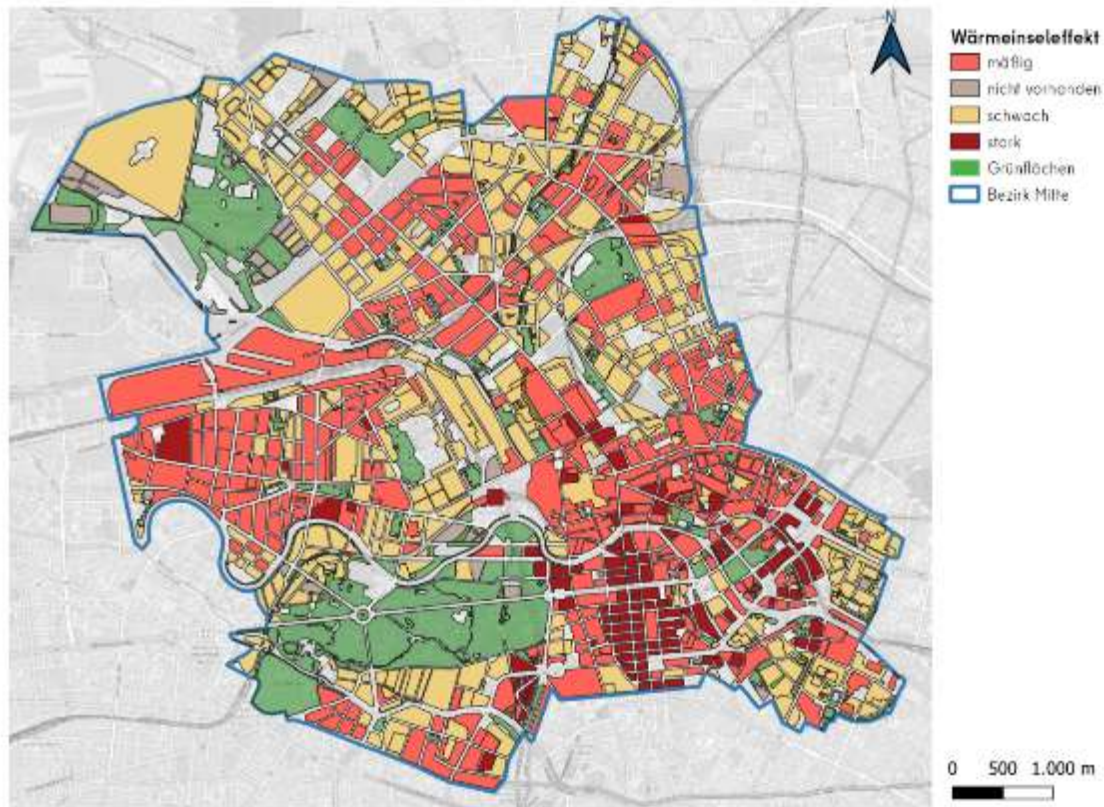 N
Wärmeinseleffekt
mäßig
nicht vorhanden
schwach
stark
Grünflächen
Bezirk Mitte
0 500 1.000 m